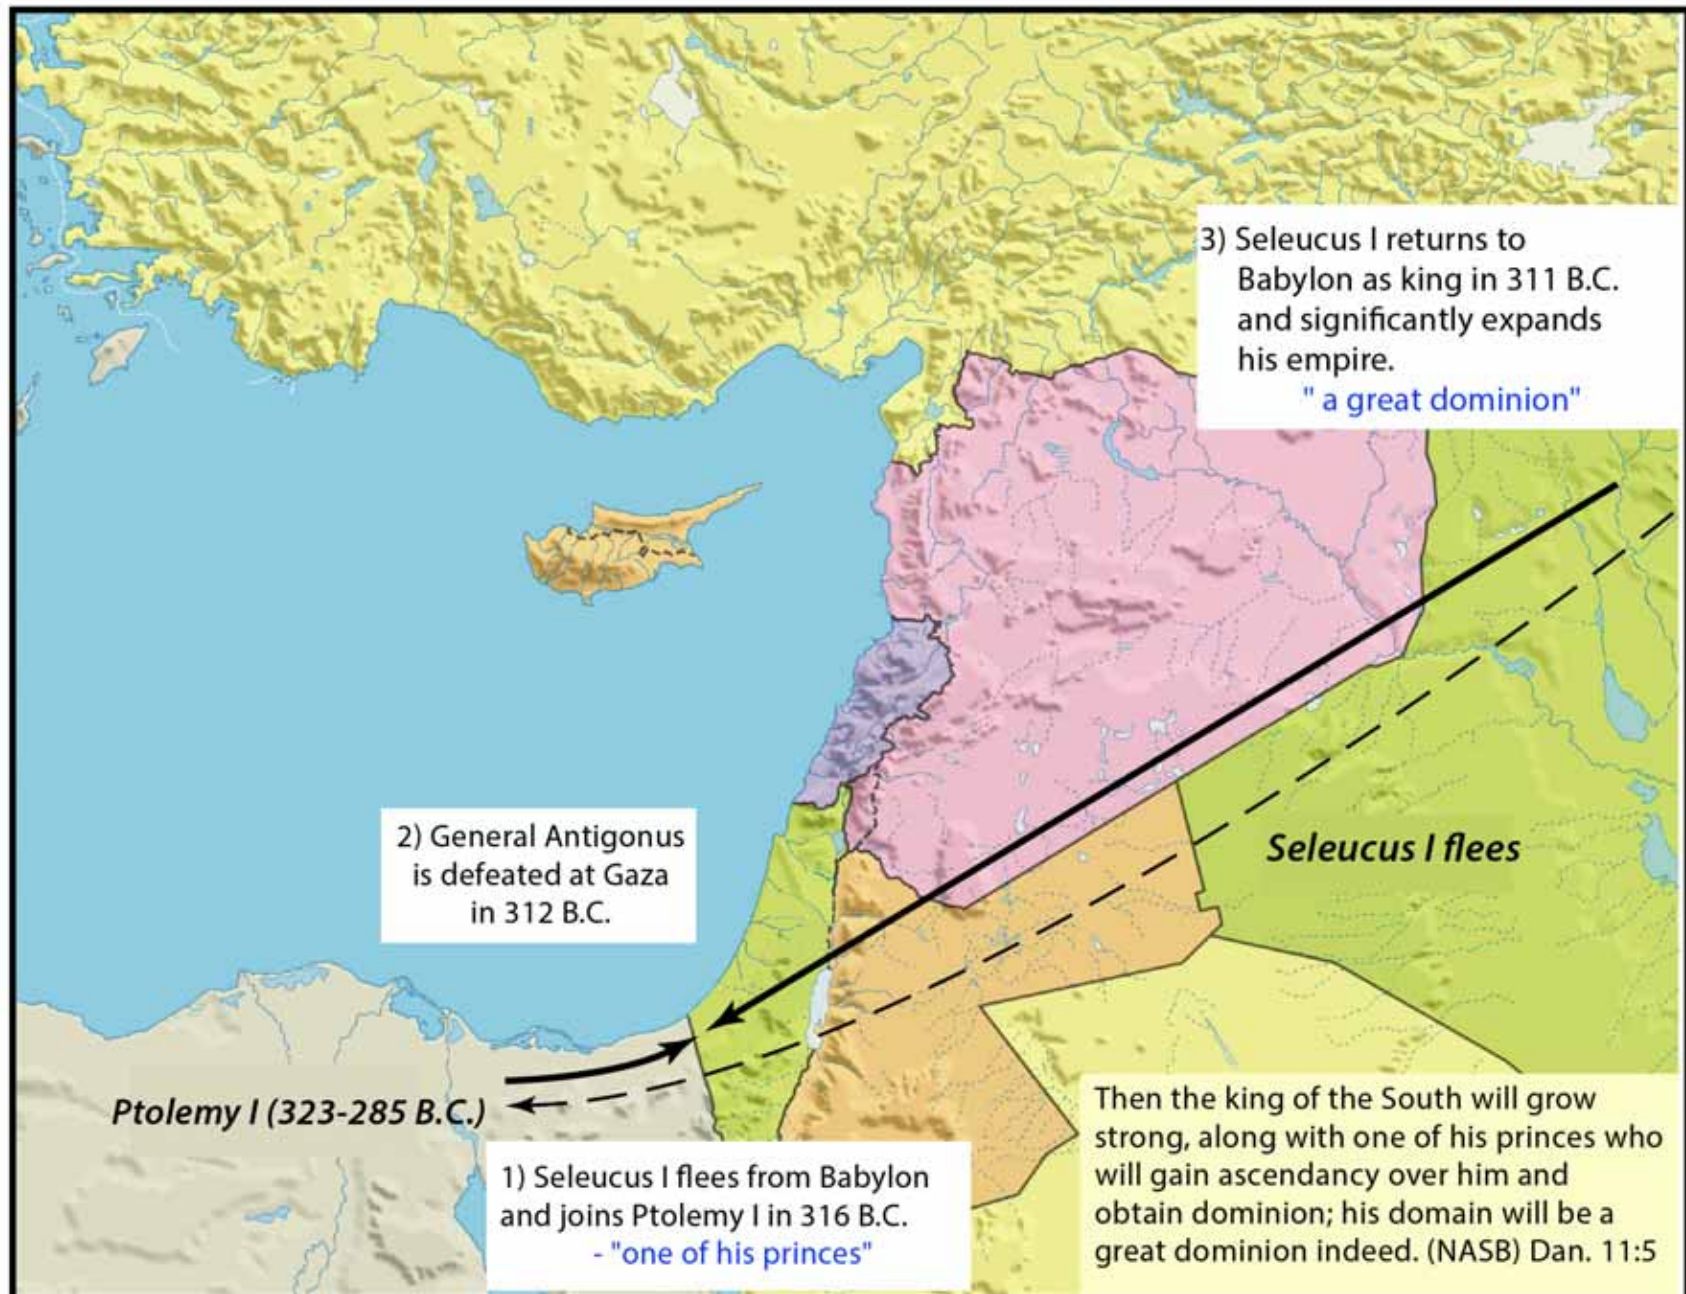 3) Seleucus I returns to
Babylon as king in 311 B.C.
and significantly expands
his empire.
" a great dominion"
2) General Antigonus
is defeated at Gaza
in 312 B.C.
Seleucus I flees
Ptolemy I (323-285 B.C.)
1) Seleucus I flees from Babylon
and joins Ptolemy I in 316 B.C.
- "one of his princes"
Then the king of the South will grow
strong, along with one of his princes who
will gain ascendancy over him and
obtain dominion; his domain will be a
great dominion indeed. (NASB) Dan. 11:5